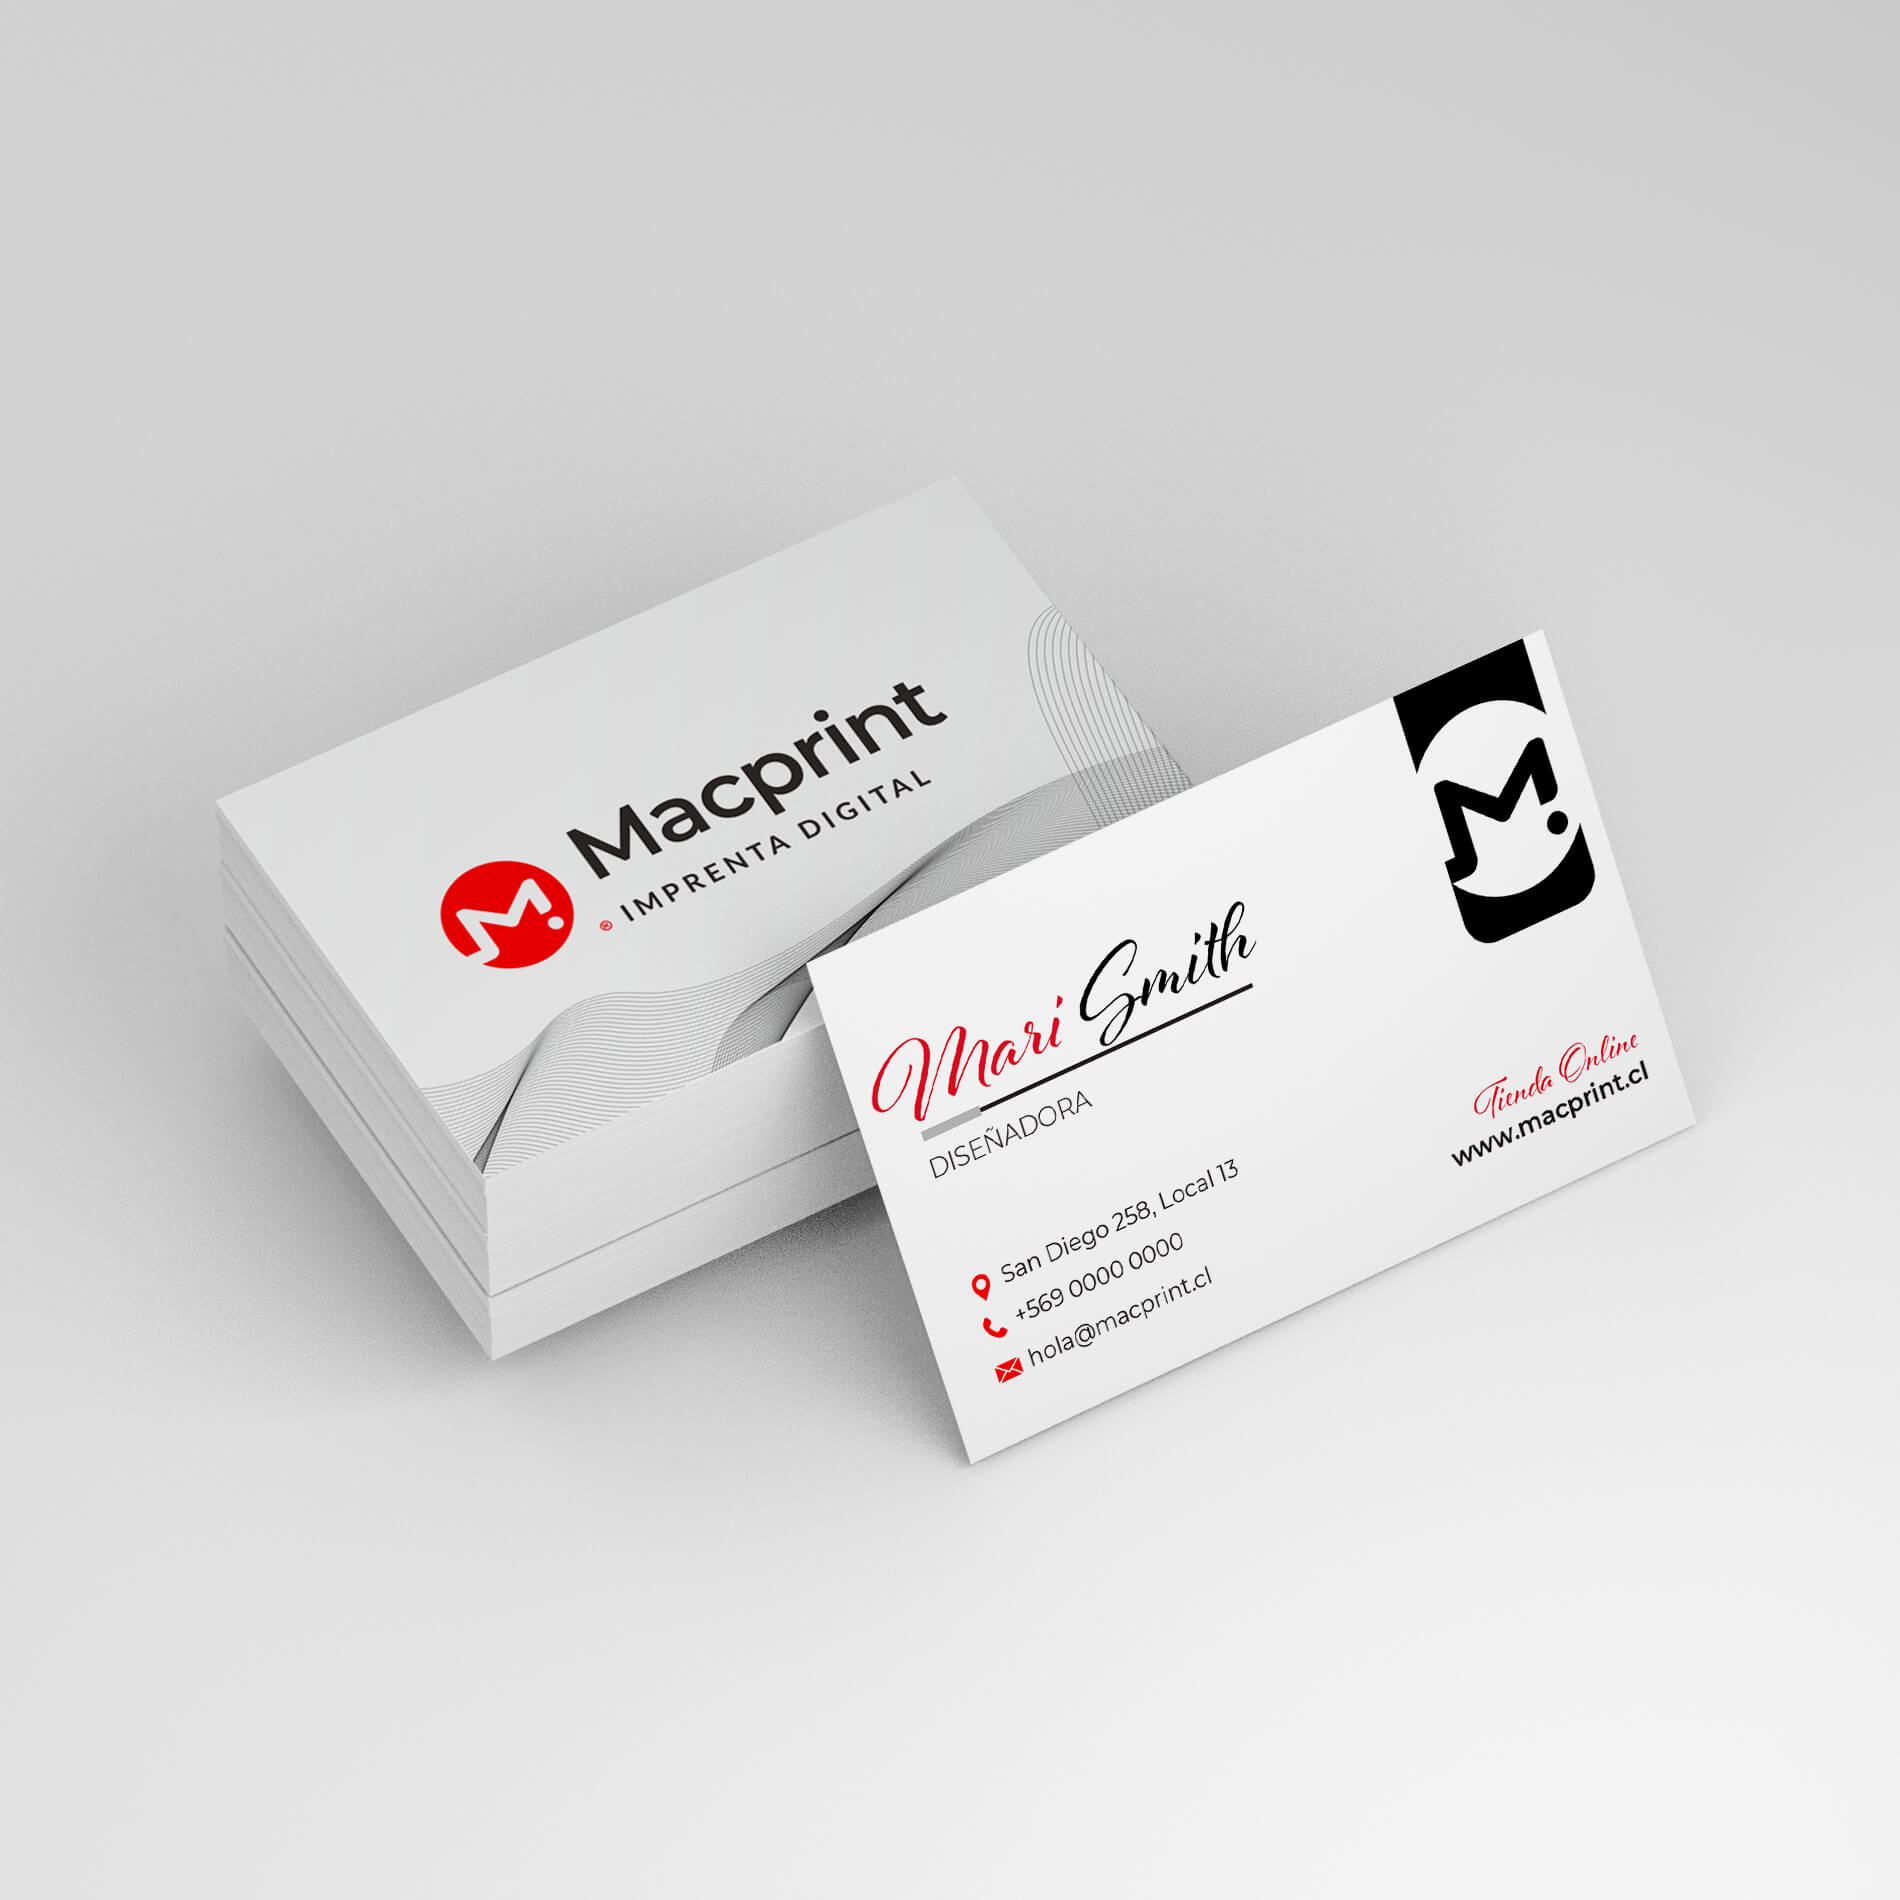 Macprint
® IMPRENTA DIGITAL
M.
Mari Smith
DISEÑADORA
San Diego 258, Local 13
+569 0000 0000
hola@macprint.cl
M.
Tienda Online
www.macprint.cl